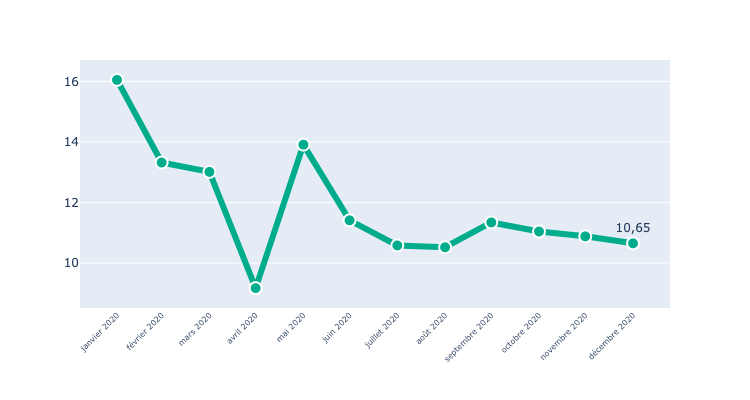 16
14
12
10
10,65
janvier 2020
février 2020
mars 2020
avril 2020
mai 2020
juin 2020
juillet 2020
août 2020
septembre 2020
octobre 2020
novembre 2020
décembre 2020